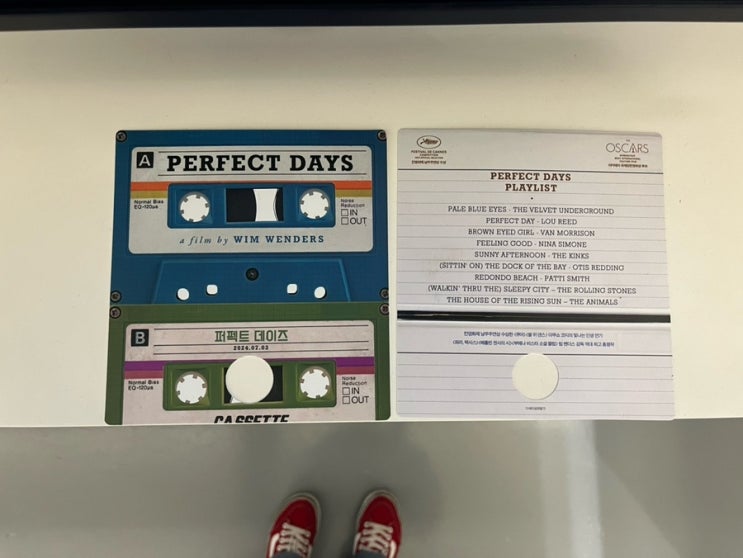 A PERFECT DAYS
Normal Bias
EQ-120μs
Noise
Reduction
IN
OUT
a film by WIM WENDERS
B 퍼펙트 데이즈
2024.07.03
Normal Bias
EQ-120μs
Noise
Reduction
IN
OUT
CASSETTE
FESTIVAL DE CANNES
OSCARS
PERFECT DAYS
PLAYLIST
PALE BLUE EYES - THE VELVET UNDERGROUND
PERFECT DAY - LOU REED
BROWN EYED GIRL - VAN MORRISON
FEELING GOOD - NINA SIMONE
SUNNY AFTERNOON - THE KINKS
(SITTIN' ON) THE DOCK OF THE BAY - OTIS REDDING
REDONDO BEACH - PATTI SMITH
(WALKIN' THRU THE) SLEEPY CITY – THE ROLLING STONES
THE HOUSE OF THE RISING SUN – THE ANIMALS